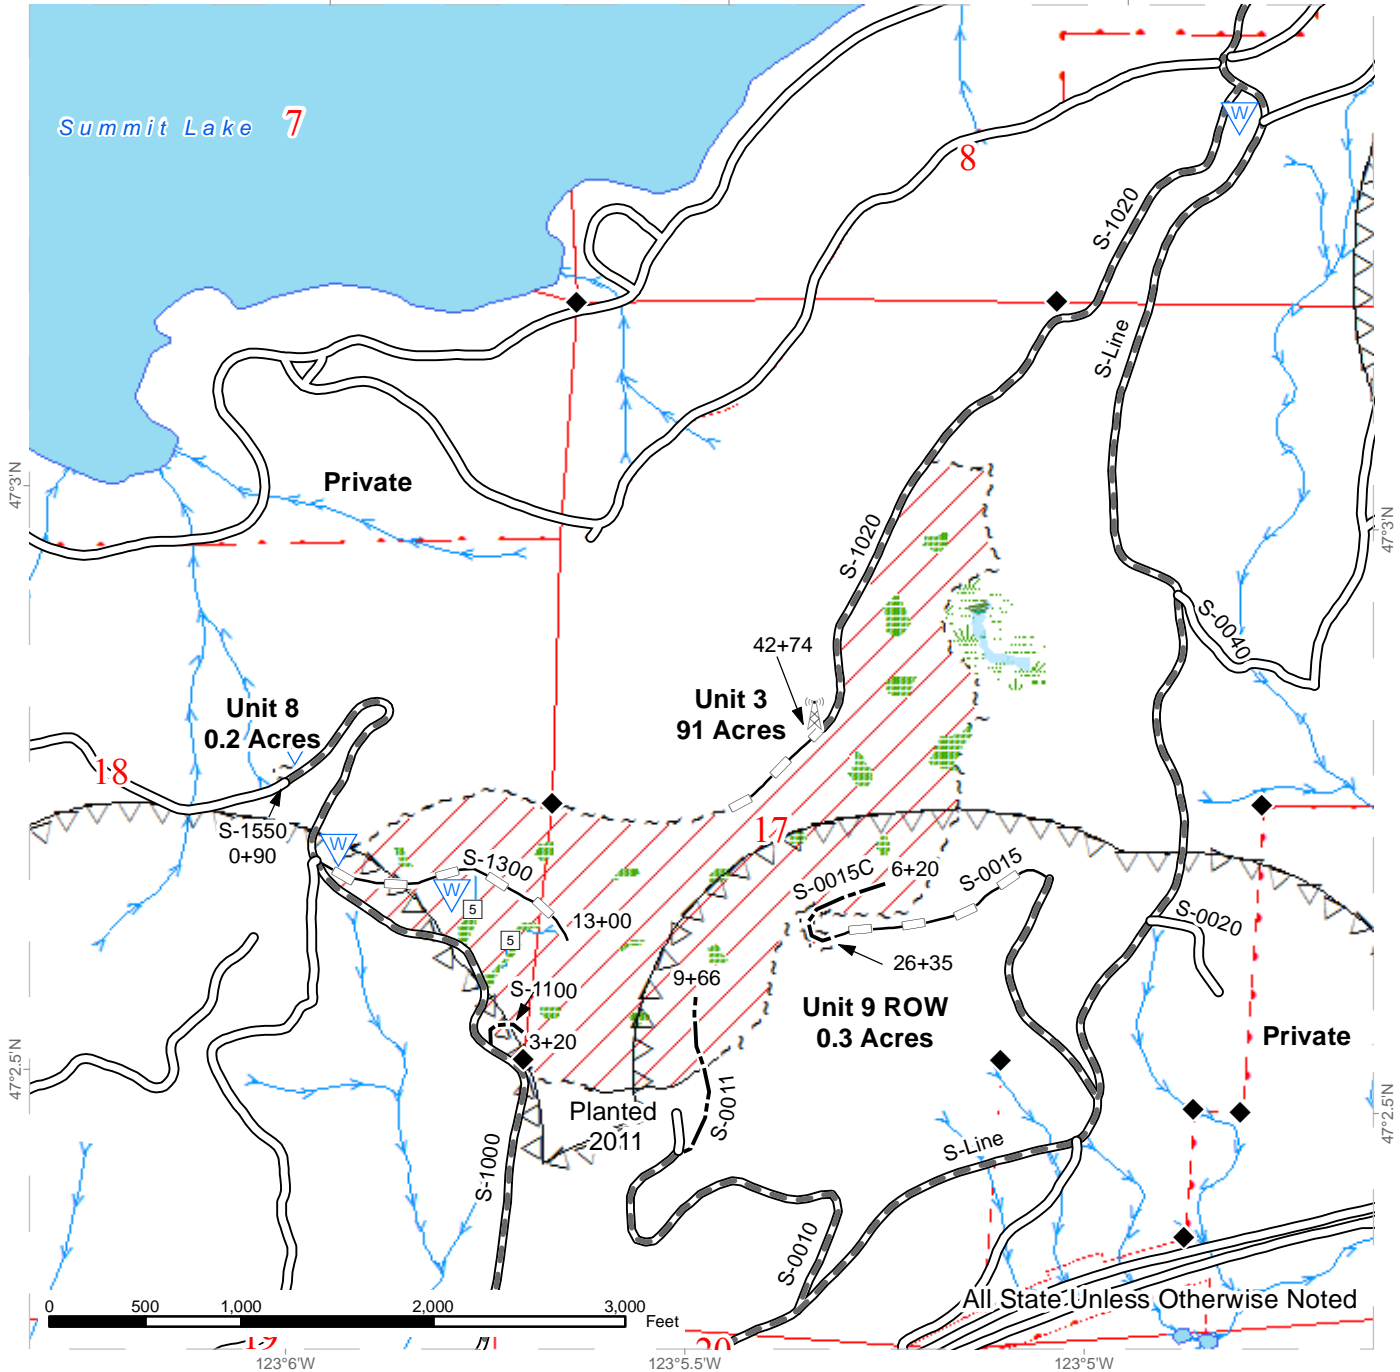 Summit Lake 7
W
8
S-1020
S-Line
47°3'N
Private
47°3'N
S-1020
S-0040
42+74
Unit 3
91 Acres
Unit 8
0.2 Acres
18
S-1550
0+90
W
17
S-1300
W
5
13+00
5
S-0015C
6+20
S-0015
S-0020
26+35
9+66
S-1100
3+20
Unit 9 ROW
0.3 Acres
Private
47°2.5'N
47°2.5'N
Planted
2011
S-0011
S-1000
S-Line
S-0010
All State Unless Otherwise Noted
0 500 1,000 2,000 3,000
Feet
19
20
123°6'W
123°5.5'W
123°5'W